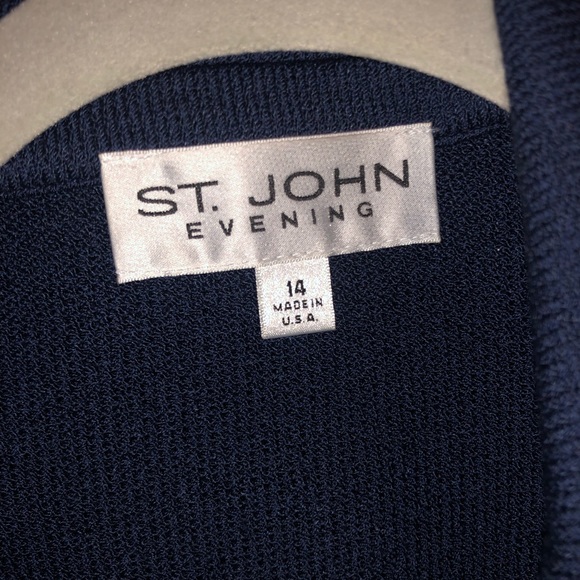 ST. JOHN
EVENING
14
MADE IN
U.S.A.